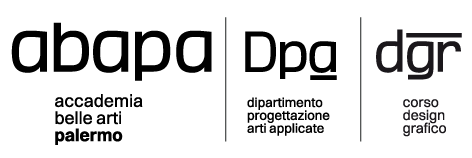 abapa
accademia
belle arti
palermo
Dpa
dipartimento
progettazione
arti applicate
dgr
corso
design
grafico